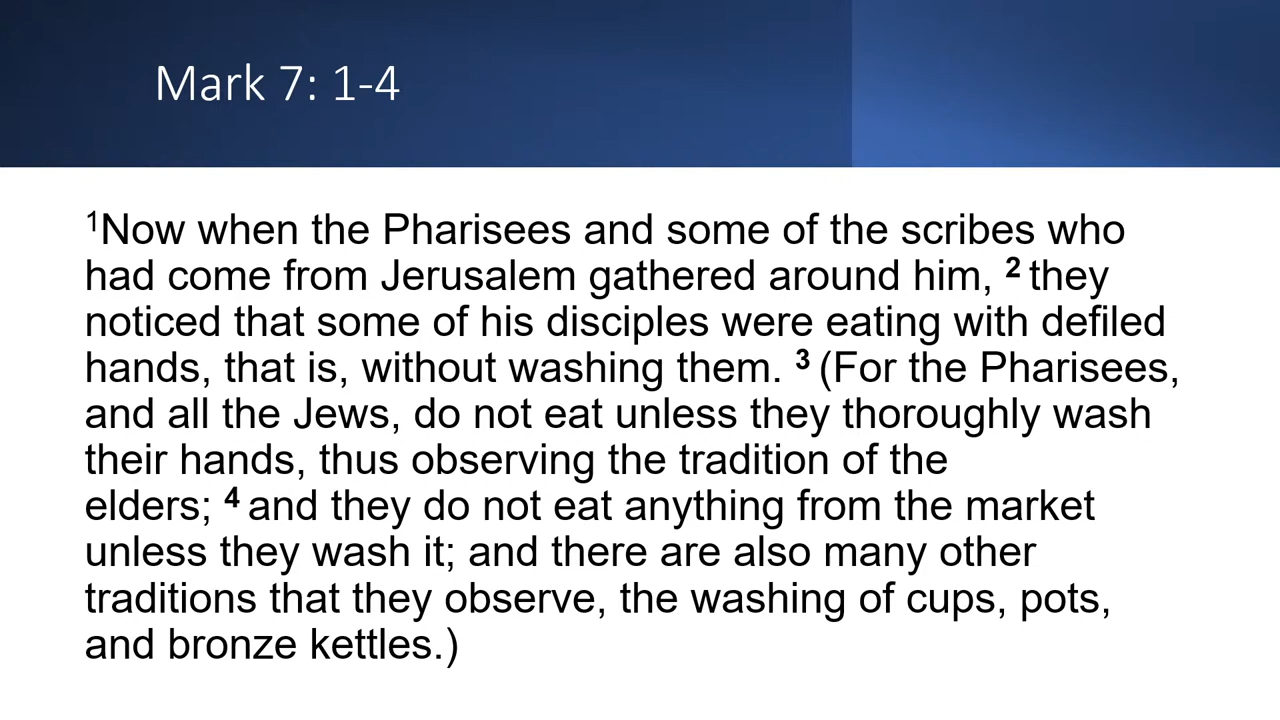 Mark 7: 1-4
¹Now when the Pharisees and some of the scribes who
had come from Jerusalem gathered around him, ² they
noticed that some of his disciples were eating with defiled
hands, that is, without washing them. ³ (For the Pharisees,
and all the Jews, do not eat unless they thoroughly wash
their hands, thus observing the tradition of the
elders; ⁴ and they do not eat anything from the market
unless they wash it; and there are also many other
traditions that they observe, the washing of cups, pots,
and bronze kettles.)